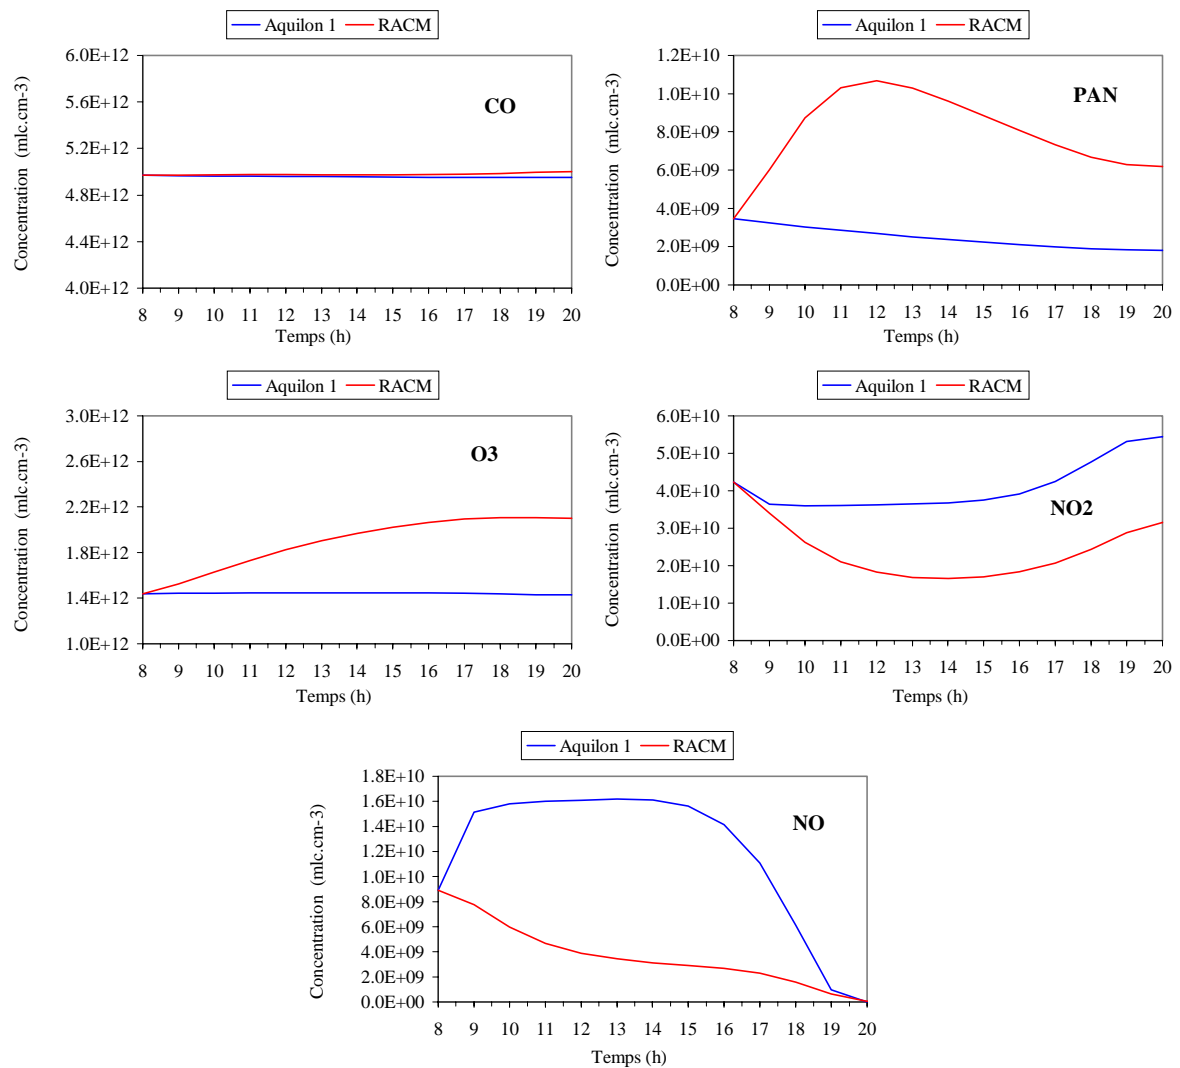 Aquilon 1 RACM
Concentration (mlc.cm-3)
6.0E+12
5.6E+12
5.2E+12
4.8E+12
4.4E+12
4.0E+12
CO
8 9 10 11 12 13 14 15 16 17 18 19 20
Temps (h)
Aquilon 1 RACM
Concentration (mlc.cm-3)
1.2E+10
1.0E+10
8.0E+09
6.0E+09
4.0E+09
2.0E+09
0.0E+00
PAN
8 9 10 11 12 13 14 15 16 17 18 19 20
Temps (h)
Aquilon 1 RACM
Concentration (mlc.cm-3)
3.0E+12
2.6E+12
2.2E+12
1.8E+12
1.4E+12
1.0E+12
O3
8 9 10 11 12 13 14 15 16 17 18 19 20
Temps (h)
Aquilon 1 RACM
Concentration (mlc.cm-3)
6.0E+10
5.0E+10
4.0E+10
3.0E+10
2.0E+10
1.0E+10
0.0E+00
NO2
8 9 10 11 12 13 14 15 16 17 18 19 20
Temps (h)
Aquilon 1 RACM
Concentration (mlc.cm-3)
1.8E+10
1.6E+10
1.4E+10
1.2E+10
1.0E+10
8.0E+09
6.0E+09
4.0E+09
2.0E+09
0.0E+00
NO
8 9 10 11 12 13 14 15 16 17 18 19 20
Temps (h)